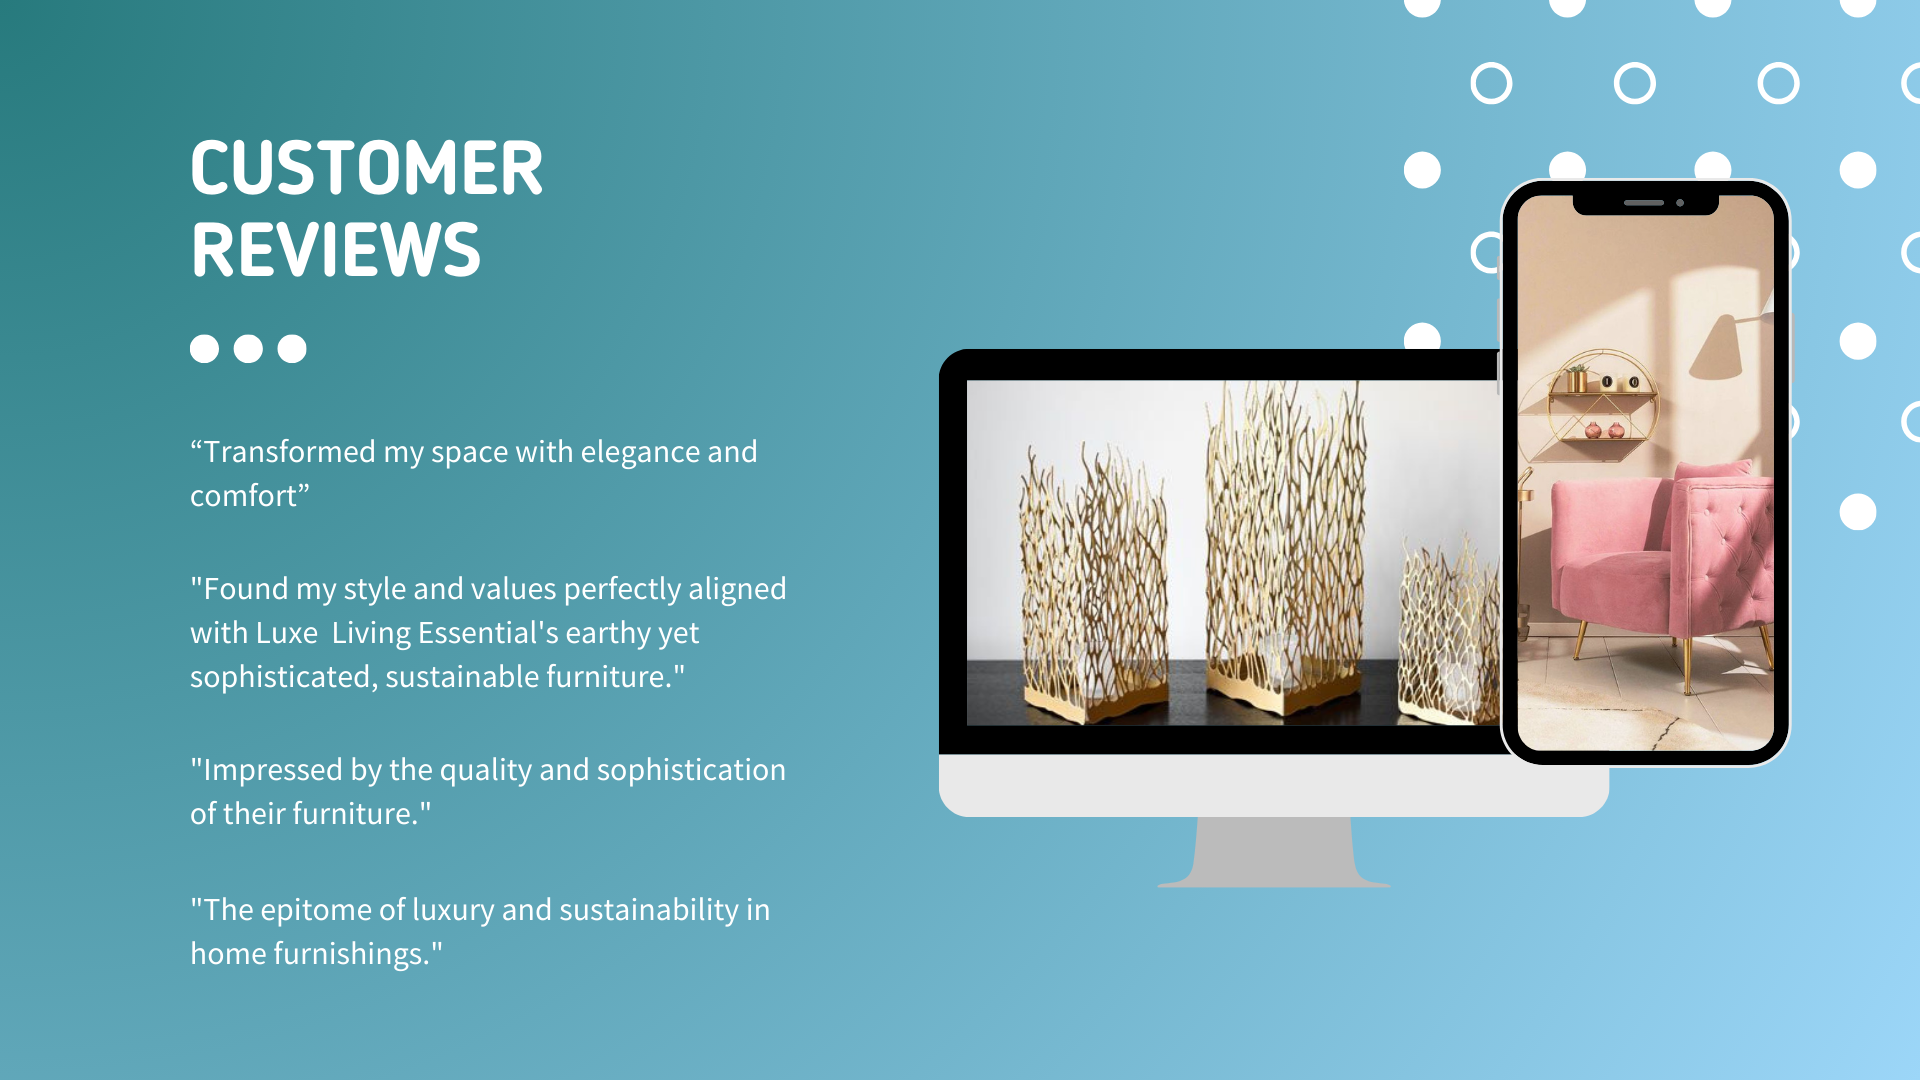 CUSTOMER
REVIEWS
“Transformed my space with elegance and
comfort”
"Found my style and values perfectly aligned
with Luxe  Living Essential's earthy yet
sophisticated, sustainable furniture."
"Impressed by the quality and sophistication
of their furniture."
"The epitome of luxury and sustainability in
home furnishings."